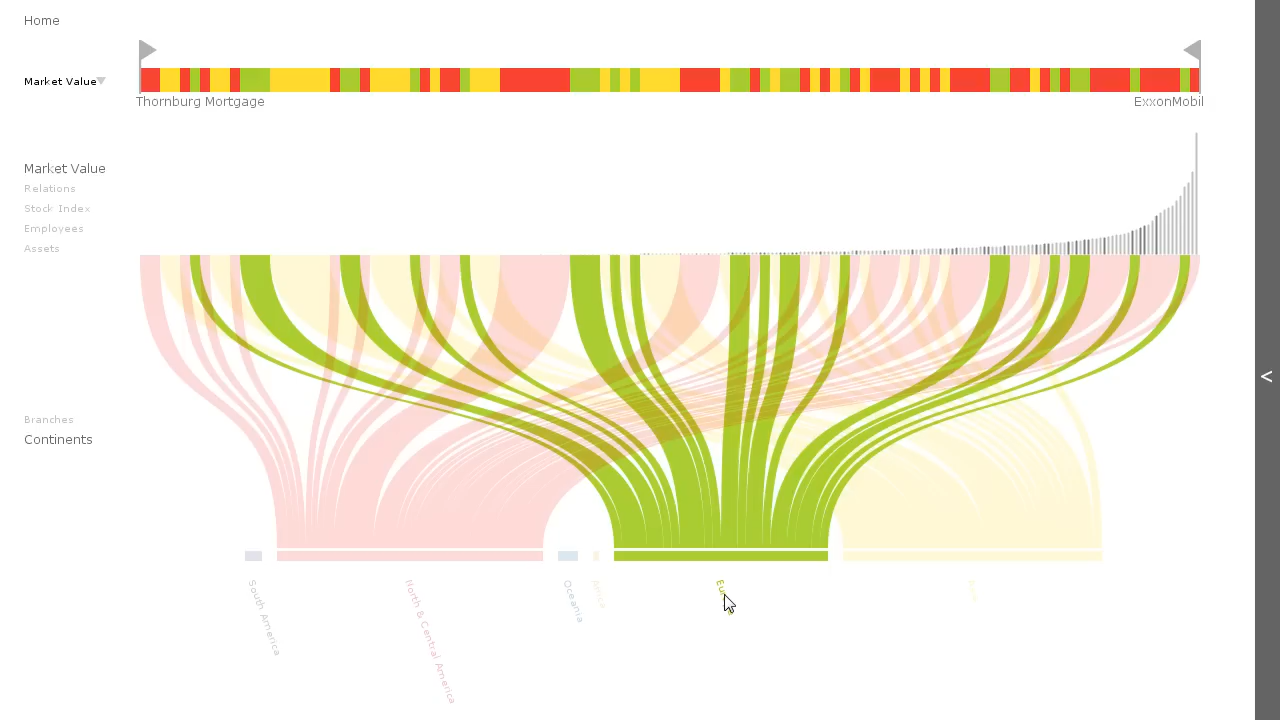 Home
Market Value
Thornburg Mortgage
ExxonMobil
Market Value
Relations
Stock Index
Employees
Assets
Branches
Continents
South America
North & Central America
Oceania
Africa